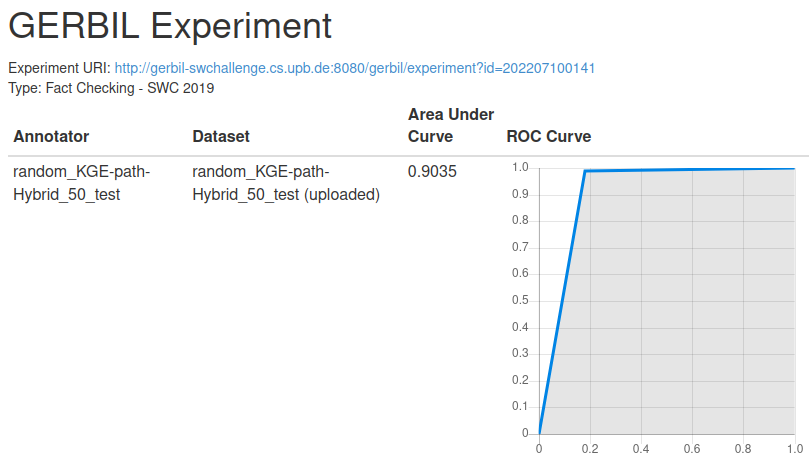 GERBIL Experiment
Experiment URI: http://gerbil-swchallenge.cs.upb.de:8080/gerbil/experiment?id=202207100141
Type: Fact Checking - SWC 2019
Area Under
Annotator Dataset Curve ROC Curve
random_KGE-path- random_KGE-path- 0.9035
Hybrid_50_test Hybrid_50_test (uploaded)
1.0
0.9
0.8
0.7
0.6
0.5
0.4
0.3
0.2
0.1
0
0 0.2 0.4 0.6 0.8 1.0